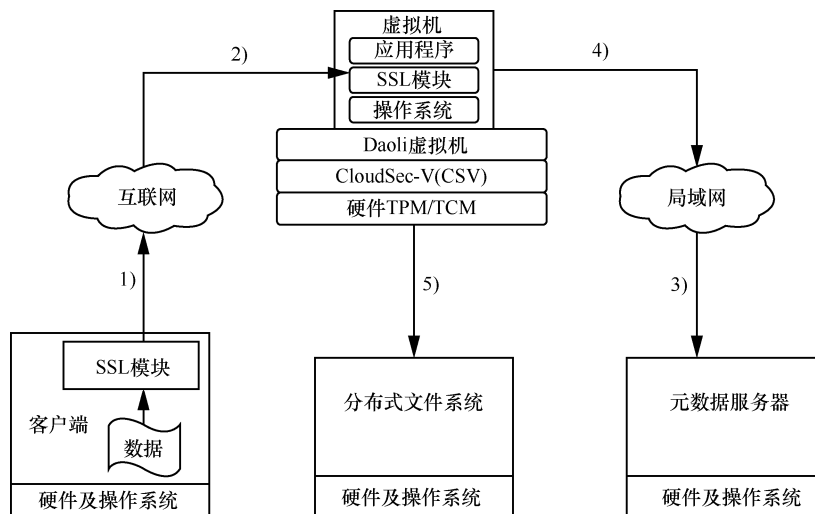 虚拟机
应用程序
SSL模块
操作系统
2)
4)
Daoli虚拟机
CloudSec-V(CSV)
硬件TPM/TCM
互联网
局域网
1)
5)
3)
SSL模块
客户端
数据
硬件及操作系统
分布式文件系统
硬件及操作系统
元数据服务器
硬件及操作系统